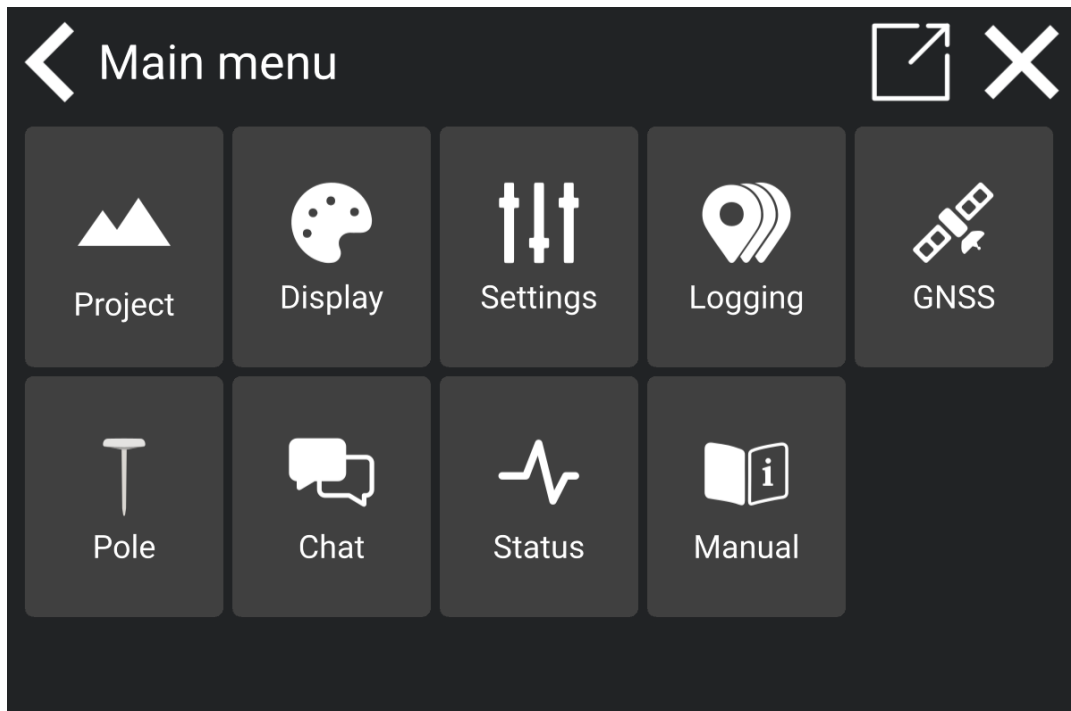 Main menu
Project
Display
Settings
Logging
GNSS
Pole
Chat
Status
i
Manual